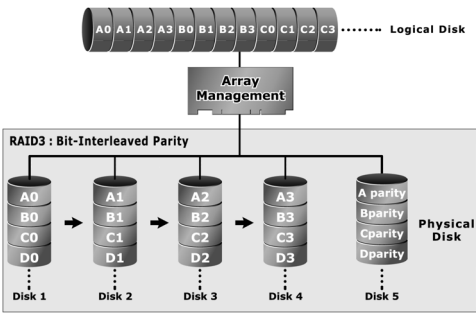 A0 A1 A2 A3 B0 B1 B2 B3 C0 C1 C2 C3 Logical Disk
Array
Management
RAID3 : Bit-Interleaved Parity
A0 A1 A2 A3 A parity
B0 B1 B2 B3 Bparity
C0 C1 C2 C3 Cparity
D0 D1 D2 D3 Dparity
Physical
Disk
Disk 1 Disk 2 Disk 3 Disk 4 Disk 5